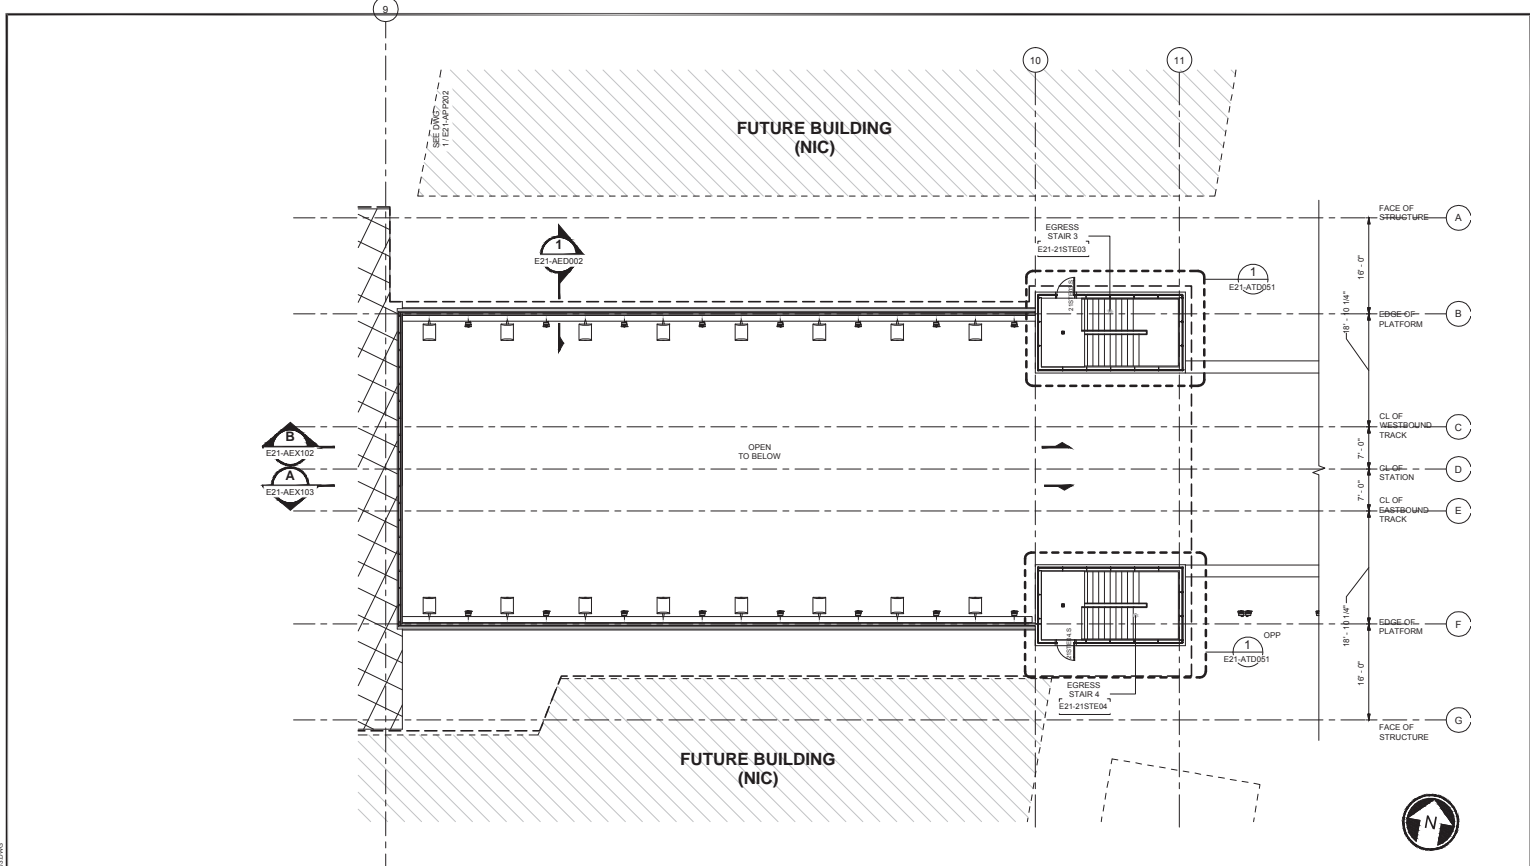 9
10
11
SEE DWG
1 / E21-APP202
FUTURE BUILDING
(NIC)
FACE OF
STRUCTURE
A
1
E21-AED002
EGRESS
STAIR 3
E21-21STE03
1
E21-ATD051
16' - 0"
18' - 10 1/4"
EDGE OF
PLATFORM
B
B
E21-AEX102
A
E21-AEX103
OPEN
TO BELOW
CL OF
WESTBOUND
TRACK
C
7' - 0"
CL OF
STATION
D
7' - 0"
CL OF
EASTBOUND
TRACK
E
18' - 10 1/4"
EDGE OF
PLATFORM
F
OPP
1
E21-ATD051
16' - 0"
EGRESS
STAIR 4
E21-21STE04
FACE OF
STRUCTURE
G
FUTURE BUILDING
(NIC)
N